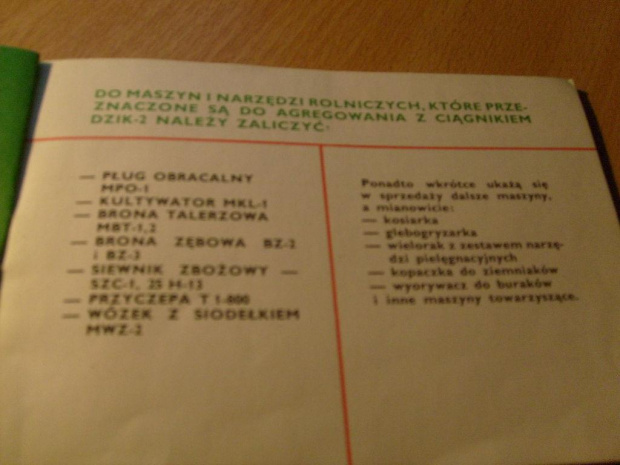 DO MASZYN I NARZĘDZI ROLNICZYCH, KTÓRE PRZE-
ZNACZONE SĄ DO AGREGOWANIA Z CIĄGNIKIEM
DZIK-2 NALEŻY ZALICZYĆ:
— PŁUG OBRACALNY
MPO-1
— KULTYWATOR MKL-1
— BRONA TALERZOWA
MBT-1,2
— BRONA ZĘBOWA BZ-2
i BZ-3
— SIEWNIK ZBOŻOWY —
SZC-1, 25 H-13
— PRZYCZEPA T 1-800
— WÓZEK Z SIODEŁKIEM
MWZ-2
Ponadto wkrótce ukażą się
w sprzedaży dalsze maszyny,
a mianowicie:
— kosiarka
— glebogryzarka
— wielorak z zestawem narzę-
dzi pielęgnacyjnych
— kopaczka do ziemniaków
— wyorywacz do buraków
i inne maszyny towarzyszące.